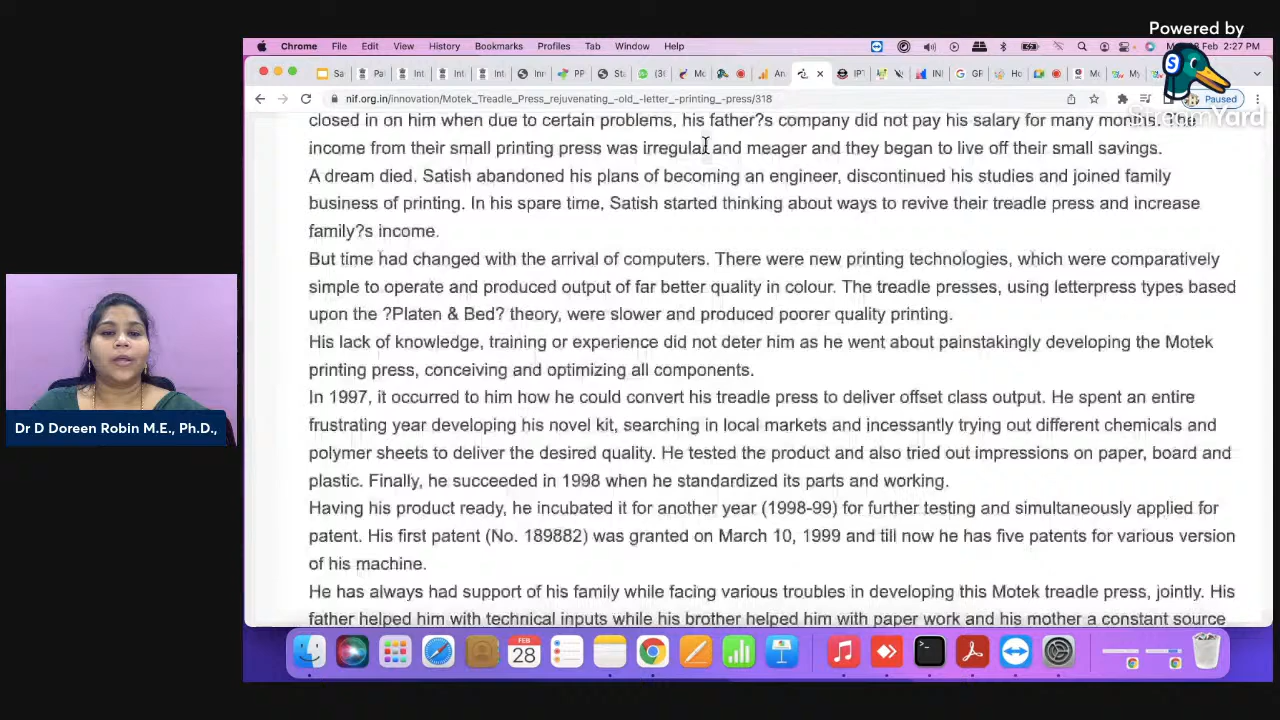 Powered by
StreamYard
Chrome File Edit View History Bookmarks Profiles Tab Window Help
Feb 2:27 PM
nif.org.in/innovation/Motek_Treadle_Press_rejuvenating_-old_-letter_-printing_-press/318
Paused
closed in on him when due to certain problems, his father?s company did not pay his salary for many months. The
income from their small printing press was irregular and meager and they began to live off their small savings.
A dream died. Satish abandoned his plans of becoming an engineer, discontinued his studies and joined family
business of printing. In his spare time, Satish started thinking about ways to revive their treadle press and increase
family?s income.
But time had changed with the arrival of computers. There were new printing technologies, which were comparatively
simple to operate and produced output of far better quality in colour. The treadle presses, using letterpress types based
upon the ?Platen & Bed? theory, were slower and produced poorer quality printing.
His lack of knowledge, training or experience did not deter him as he went about painstakingly developing the Motek
printing press, conceiving and optimizing all components.
In 1997, it occurred to him how he could convert his treadle press to deliver offset class output. He spent an entire
frustrating year developing his novel kit, searching in local markets and incessantly trying out different chemicals and
polymer sheets to deliver the desired quality. He tested the product and also tried out impressions on paper, board and
plastic. Finally, he succeeded in 1998 when he standardized its parts and working.
Having his product ready, he incubated it for another year (1998-99) for further testing and simultaneously applied for
patent. His first patent (No. 189882) was granted on March 10, 1999 and till now he has five patents for various version
of his machine.
He has always had support of his family while facing various troubles in developing this Motek treadle press, jointly. His
father helped him with technical inputs while his brother helped him with paper work and his mother a constant source
Dr D Doreen Robin M.E., Ph.D.,
FEB
28